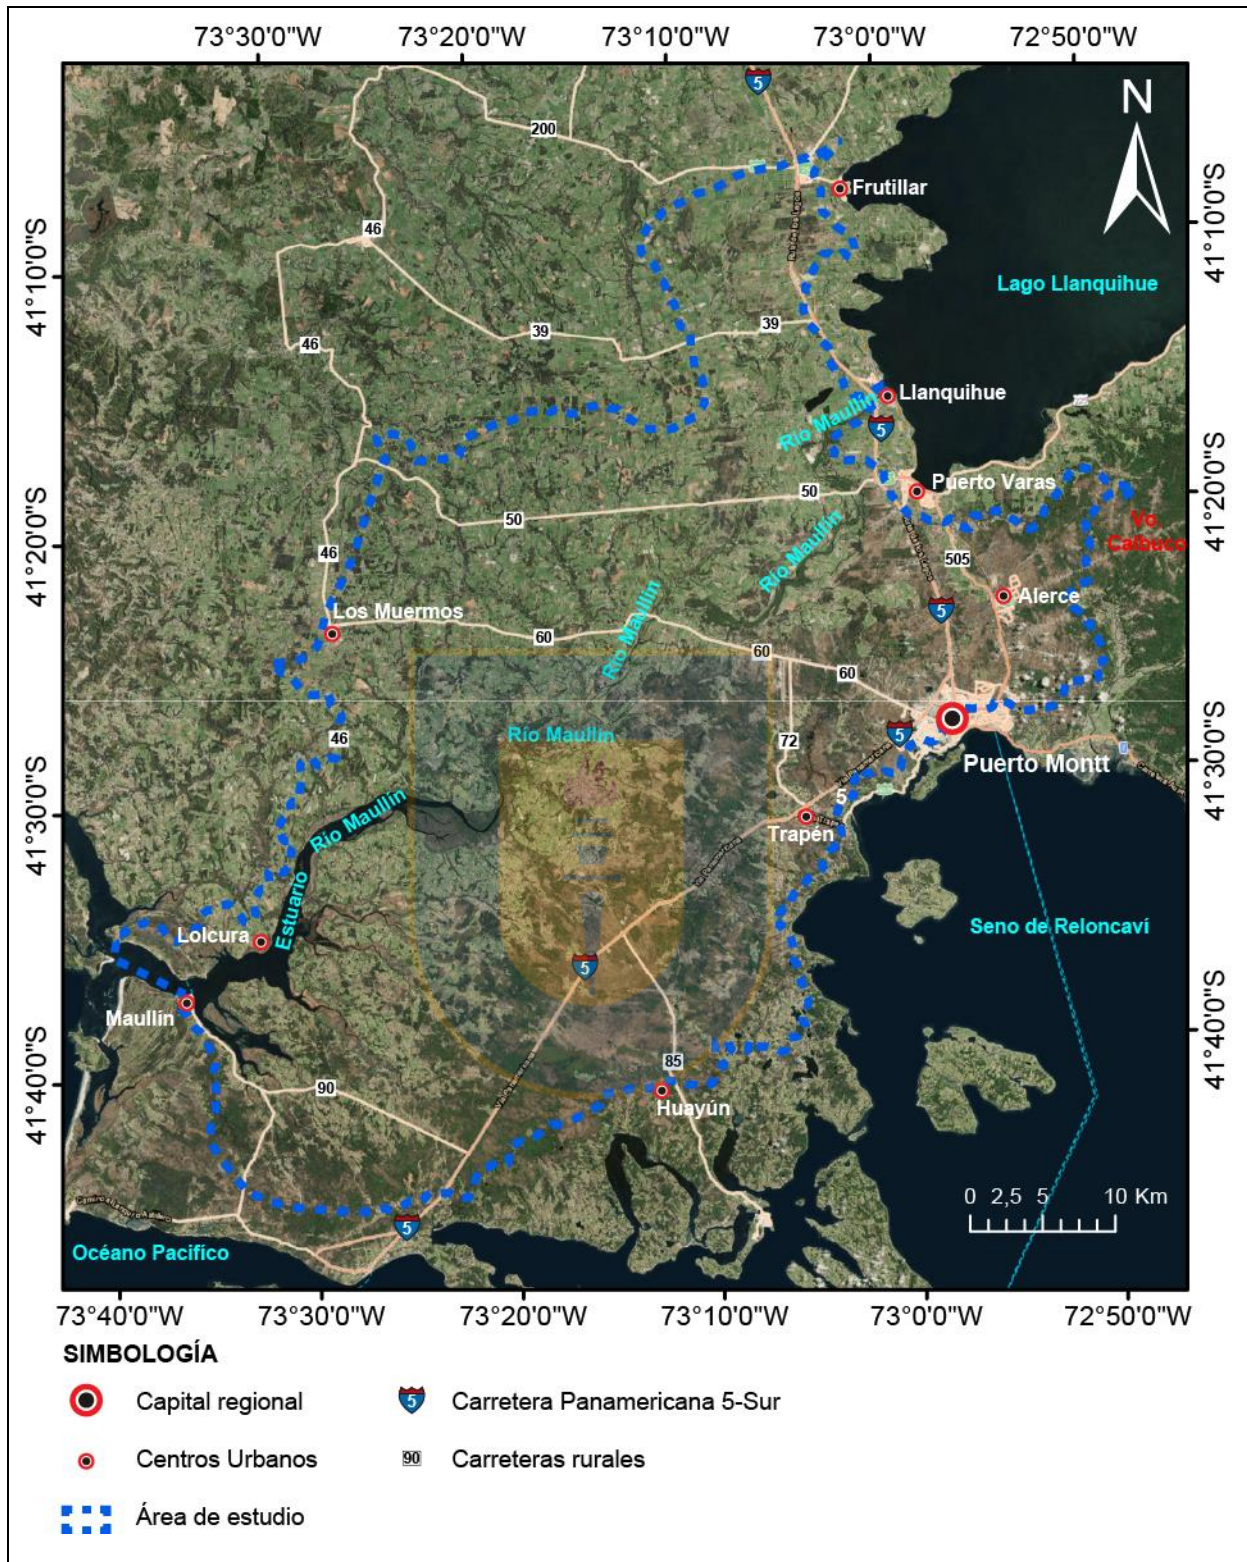 73°30'0"W
73°20'0"W
73°10'0"W
73°0'0"W
72°50'0"W
N
5
200
Frutillar
41°10'0"S
46
Lago Llanquihue
41°10'0"S
46
39
39
Llanquihue
Río Maullín
5
Puerto Varas
41°20'0"S
50
50
Vo
Calbuco
41°20'0"S
Río Maullín
46
505
Alerce
Los Muermos
Río Maullín
5
60
60
60
46
Río Maullín
72
5
Puerto Montt
41°30'0"S
41°30'0"S
Río Maullín
5
Trapén
Estuario
Lolcura
Seno de Reloncaví
5
Maullín
41°40'0"S
41°40'0"S
90
85
Huayún
0 2,5 5 10 Km
5
Océano Pacifíco
73°40'0"W
73°30'0"W
73°20'0"W
73°10'0"W
73°0'0"W
72°50'0"W
SIMBOLOGÍA
Capital regional
5 Carretera Panamericana 5-Sur
Centros Urbanos
90 Carreteras rurales
Área de estudio